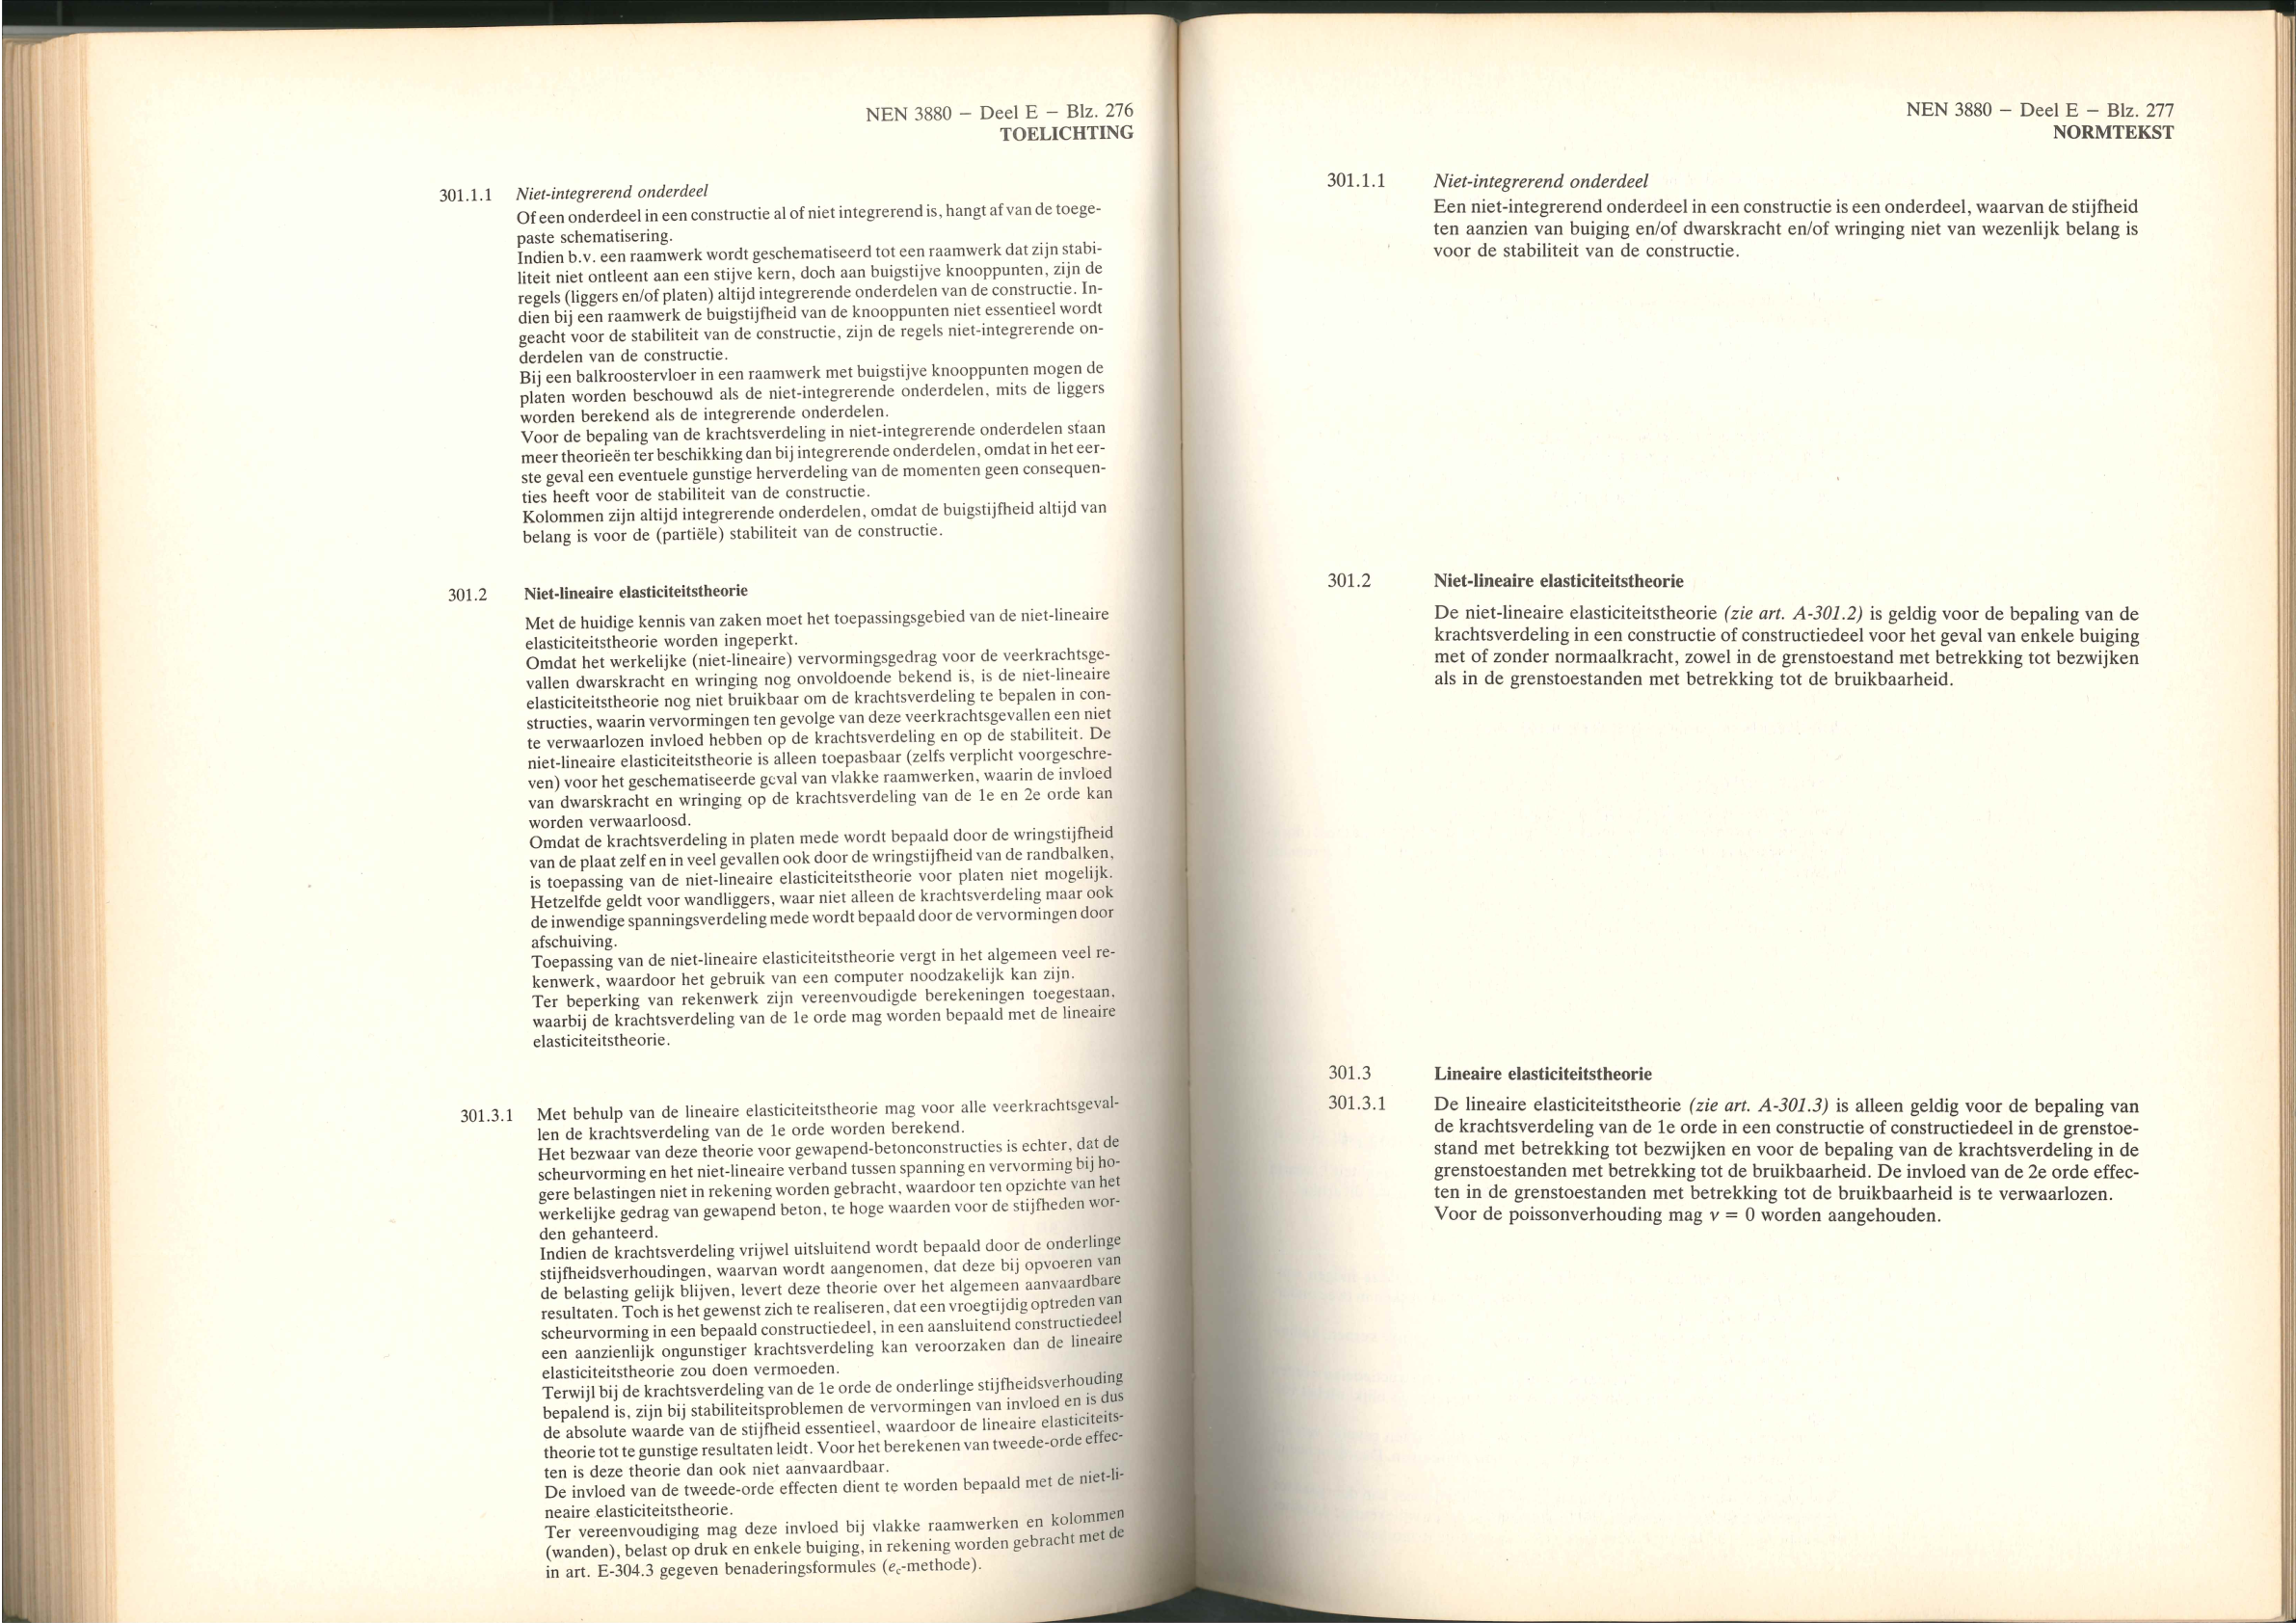 NEN 3880 — Deel E — Blz. 276
TOELICHTING
301.1.1 Niet-integrerend onderdeel
Of een onderdeel in een constructie al of niet integrerend is, hangt af van de toege-
paste schematisering.
Indien b.v. een raamwerk wordt geschematiseerd tot een raamwerk dat zijn stabi-
liteit niet ontleent aan een stijve kern, doch aan buigstijve knooppunten, zijn de
regels (liggers en/of platen) altijd integrerende onderdelen van de constructie. In-
dien bij een raamwerk de buigstijfheid van de knooppunten niet essentieel wordt
geacht voor de stabiliteit van de constructie, zijn de regels niet-integrerende on-
derdelen van de constructie.
Bij een balkroostervloer in een raamwerk met buigstijve knooppunten mogen de
platen worden beschouwd als de niet-integrerende onderdelen, mits de liggers
worden berekend als de integrerende onderdelen.
Voor de bepaling van de krachtsverdeling in niet-integrerende onderdelen staan
meer theorieën ter beschikking dan bij integrerende onderdelen, omdat in het eer-
ste geval een eventuele gunstige herverdeling van de momenten geen consequen-
ties heeft voor de stabiliteit van de constructie.
Kolommen zijn altijd integrerende onderdelen, omdat de buigstijfheid altijd van
belang is voor de (partiële) stabiliteit van de constructie.
301.2 Niet-lineaire elasticiteitstheorie
Met de huidige kennis van zaken moet het toepassingsgebied van de niet-lineaire
elasticiteitstheorie worden ingeperkt.
Omdat het werkelijke (niet-lineaire) vervormingsgedrag voor de veerkrachtsge-
vallen dwarskracht en wringing nog onvoldoende bekend is, is de niet-lineaire
elasticiteitstheorie nog niet bruikbaar om de krachtsverdeling te bepalen in con-
structies, waarin vervormingen ten gevolge van deze veerkrachtsgevallen een niet
te verwaarlozen invloed hebben op de krachtsverdeling en op de stabiliteit. De
niet-lineaire elasticiteitstheorie is alleen toepasbaar (zelfs verplicht voorgeschre-
ven) voor het geschematiseerde geval van vlakke raamwerken, waarin de invloed
van dwarskracht en wringing op de krachtsverdeling van de 1e en 2e orde kan
worden verwaarloosd.
Omdat de krachtsverdeling in platen mede wordt bepaald door de wringstijfheid
van de plaat zelf en in veel gevallen ook door de wringstijfheid van de randbalken,
is toepassing van de niet-lineaire elasticiteitstheorie voor platen niet mogelijk.
Hetzelfde geldt voor wandliggers, waar niet alleen de krachtsverdeling maar ook
de inwendige spanningsverdeling mede wordt bepaald door de vervormingen door
afschuiving.
Toepassing van de niet-lineaire elasticiteitstheorie vergt in het algemeen veel re-
kenwerk, waardoor het gebruik van een computer noodzakelijk kan zijn.
Ter beperking van rekenwerk zijn vereenvoudigde berekeningen toegestaan,
waarbij de krachtsverdeling van de 1e orde mag worden bepaald met de lineaire
elasticiteitstheorie.
301.3.1 Met behulp van de lineaire elasticiteitstheorie mag voor alle veerkrachtsgeval-
len de krachtsverdeling van de 1e orde worden berekend.
Het bezwaar van deze theorie voor gewapend-betonconstructies is echter, dat de
scheurvorming en het niet-lineaire verband tussen spanning en vervorming bij ho-
gere belastingen niet in rekening worden gebracht, waardoor ten opzichte van het
werkelijke gedrag van gewapend beton, te hoge waarden voor de stijfheden wor-
den gehanteerd.
Indien de krachtsverdeling vrijwel uitsluitend wordt bepaald door de onderlinge
stijfheidsverhoudingen, waarvan wordt aangenomen, dat deze bij opvoeren van
de belasting gelijk blijven, levert deze theorie over het algemeen aanvaardbare
resultaten. Toch is het gewenst zich te realiseren, dat een vroegtijdig optreden van
scheurvorming in een bepaald constructiedeel, in een aansluitend constructiedeel
een aanzienlijk ongunstiger krachtsverdeling kan veroorzaken dan de lineaire
elasticiteitstheorie zou doen vermoeden.
Terwijl bij de krachtsverdeling van de 1e orde de onderlinge stijfheidsverhouding
bepalend is, zijn bij stabiliteitsproblemen de vervormingen van invloed en is dus
de absolute waarde van de stijfheid essentieel, waardoor de lineaire elasticiteits-
theorie tot te gunstige resultaten leidt. Voor het berekenen van tweede-orde effec-
ten is deze theorie dan ook niet aanvaardbaar.
De invloed van de tweede-orde effecten dient te worden bepaald met de niet-li-
neaire elasticiteitstheorie.
Ter vereenvoudiging mag deze invloed bij vlakke raamwerken en kolommen
(wanden), belast op druk en enkele buiging, in rekening worden gebracht met de
in art. E-304.3 gegeven benaderingsformules (e_c-methode).
NEN 3880 — Deel E — Blz. 277
NORMTEKST
301.1.1 Niet-integrerend onderdeel
Een niet-integrerend onderdeel in een constructie is een onderdeel, waarvan de stijfheid
ten aanzien van buiging en/of dwarskracht en/of wringing niet van wezenlijk belang is
voor de stabiliteit van de constructie.
301.2 Niet-lineaire elasticiteitstheorie
De niet-lineaire elasticiteitstheorie (zie art. A-301.2) is geldig voor de bepaling van de
krachtsverdeling in een constructie of constructiedeel voor het geval van enkele buiging
met of zonder normaalkracht, zowel in de grenstoestand met betrekking tot bezwijken
als in de grenstoestanden met betrekking tot de bruikbaarheid.
301.3 Lineaire elasticiteitstheorie
301.3.1 De lineaire elasticiteitstheorie (zie art. A-301.3) is alleen geldig voor de bepaling van
de krachtsverdeling van de 1e orde in een constructie of constructiedeel in de grenstoe-
stand met betrekking tot bezwijken en voor de bepaling van de krachtsverdeling in de
grenstoestanden met betrekking tot de bruikbaarheid. De invloed van de 2e orde effec-
ten in de grenstoestanden met betrekking tot de bruikbaarheid is te verwaarlozen.
Voor de poissonverhouding mag ν = 0 worden aangehouden.